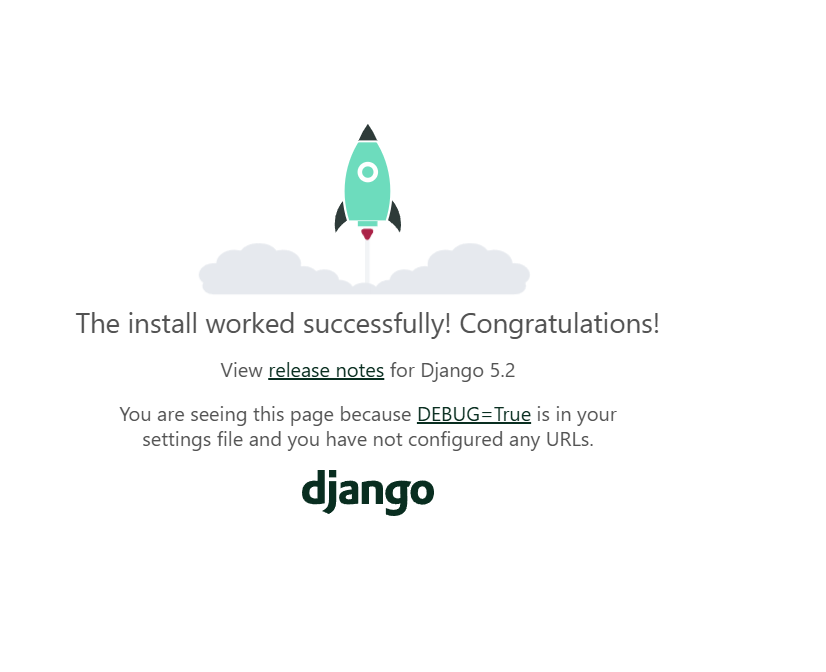 The install worked successfully! Congratulations!
View release notes for Django 5.2
You are seeing this page because DEBUG=True is in your
settings file and you have not configured any URLs.
django